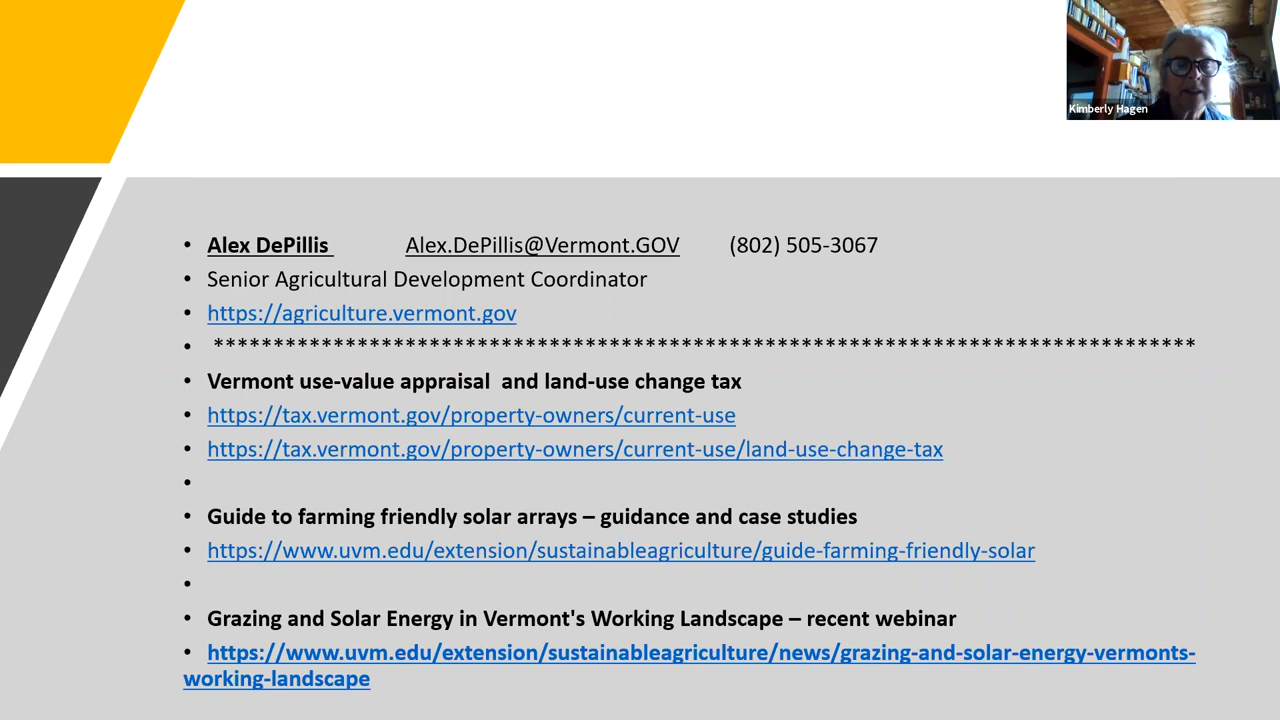 Kimberly Hagen
• Alex DePillis Alex.DePillis@Vermont.GOV (802) 505-3067
• Senior Agricultural Development Coordinator
• https://agriculture.vermont.gov
• **********************************************************************************
• Vermont use-value appraisal  and land-use change tax
• https://tax.vermont.gov/property-owners/current-use
• https://tax.vermont.gov/property-owners/current-use/land-use-change-tax
•
• Guide to farming friendly solar arrays – guidance and case studies
• https://www.uvm.edu/extension/sustainableagriculture/guide-farming-friendly-solar
•
• Grazing and Solar Energy in Vermont's Working Landscape – recent webinar
• https://www.uvm.edu/extension/sustainableagriculture/news/grazing-and-solar-energy-vermonts-
working-landscape